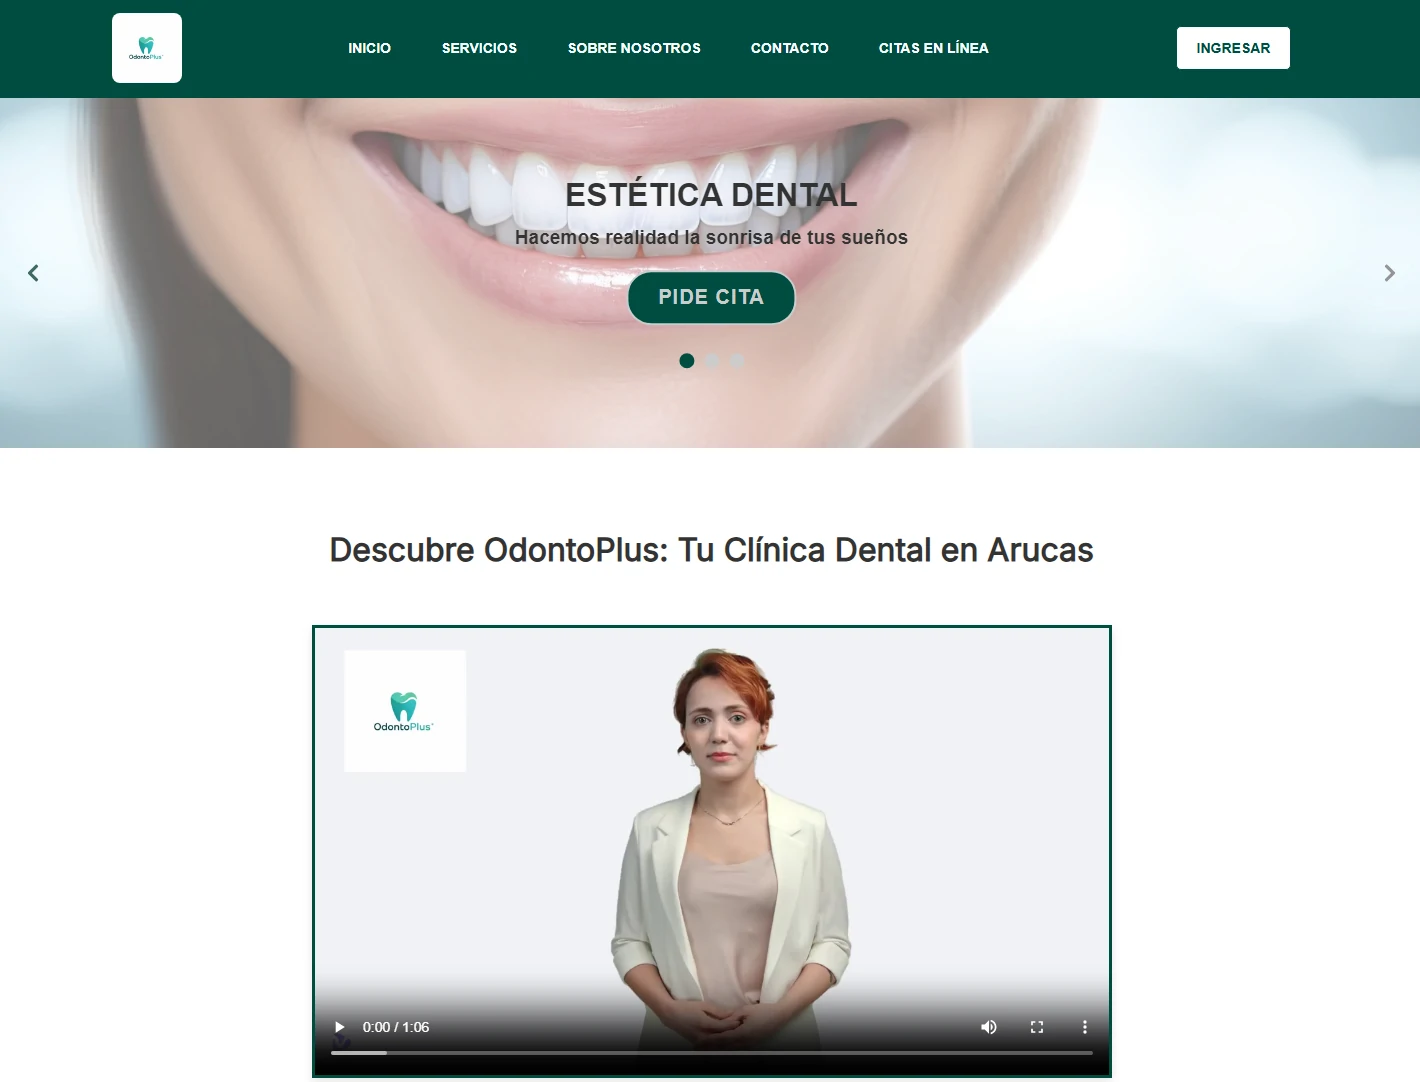 OdontoPlus
INICIO
SERVICIOS
SOBRE NOSOTROS
CONTACTO
CITAS EN LÍNEA
INGRESAR
ESTÉTICA DENTAL
Hacemos realidad la sonrisa de tus sueños
PIDE CITA
Descubre OdontoPlus: Tu Clínica Dental en Arucas
OdontoPlus
0:00 / 1:06